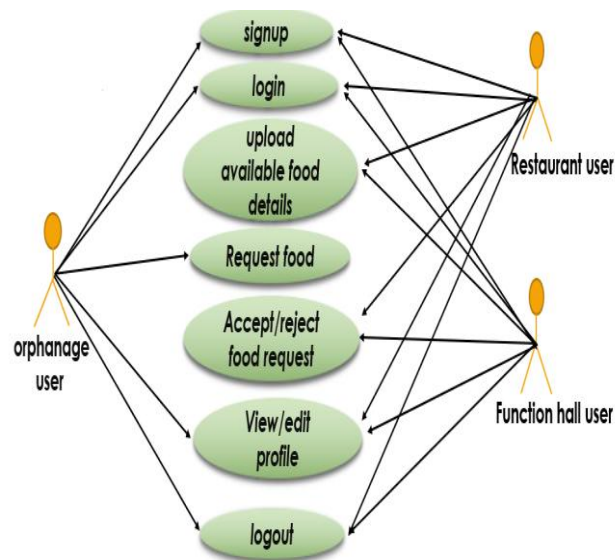 signup
login
upload
available food
details
Request food
Accept/reject
food request
View/edit
profile
logout
orphanage
user
Restaurant user
Function hall user